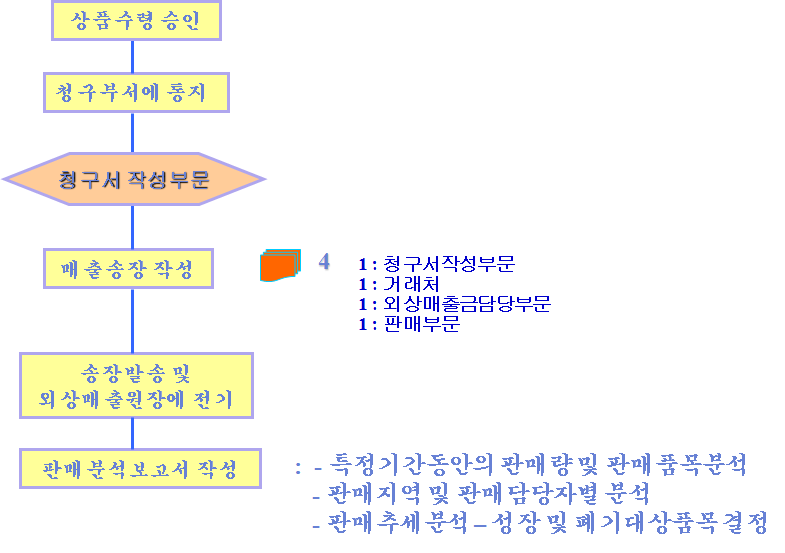 상품수령 승인
청구부서에 통지
청구서 작성부문
매출송장 작성
4
1 : 청구서작성부문
1 : 거래처
1 : 외상매출금담당부문
1 : 판매부문
송장발송 및
외상매출원장에 전기
판매분석보고서 작성
: - 특정기간동안의 판매량 및 판매품목분석
- 판매지역 및 판매담당자별 분석
- 판매추세분석 – 성장 및 폐기대상품목결정